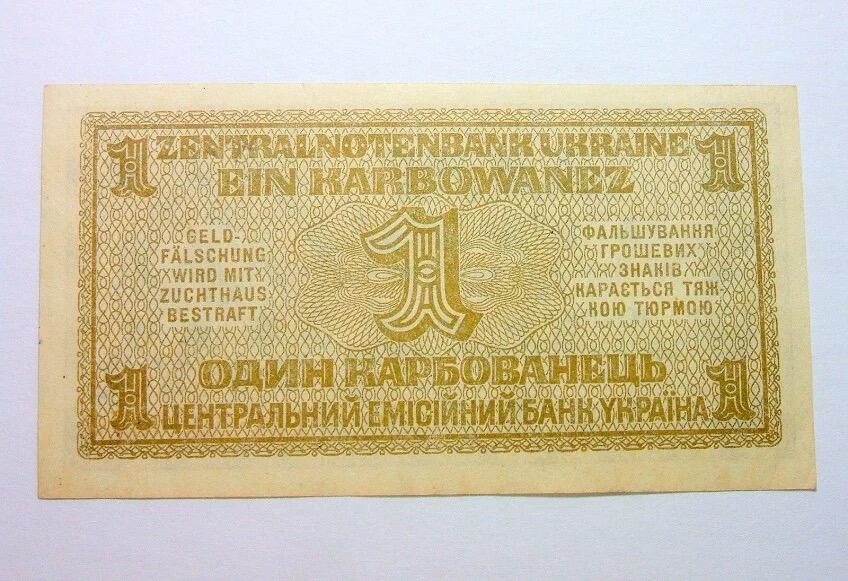 1 ZENTRALNOTENBANK UKRAINE 1
EIN KARBOWANEZ
GELD-
FÄLSCHUNG
WIRD MIT
ZUCHTHAUS
BESTRAFT
1
ФАЛЬШУВАННЯ
ГРОШЕВИХ
ЗНАКІВ
КАРАЄТЬСЯ ТЯЖ-
КОЮ ТЮРМОЮ
ОДИН КАРБОВАНЕЦЬ
1 ЦЕНТРАЛЬНИЙ ЕМІСІЙНИЙ БАНК УКРАЇНА 1